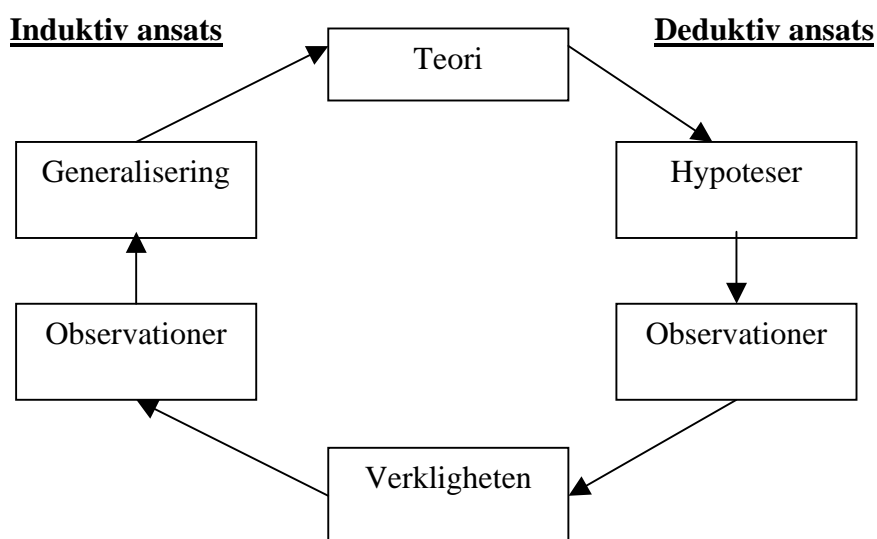 Induktiv ansats
Deduktiv ansats
Teori
Generalisering
Hypoteser
Observationer
Observationer
Verkligheten